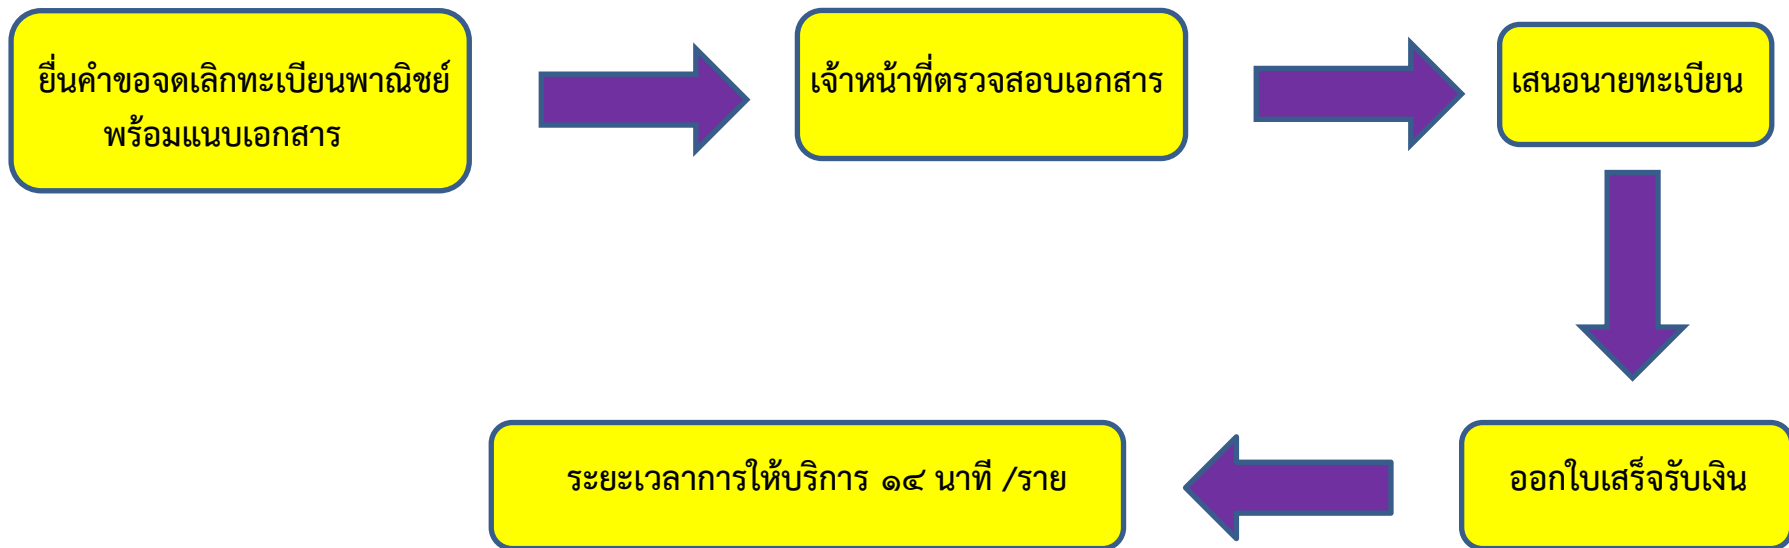 ยื่นคำขอจดเลิกทะเบียนพาณิชย์
พร้อมแนบเอกสาร
เจ้าหน้าที่ตรวจสอบเอกสาร
เสนอนายทะเบียน
ออกใบเสร็จรับเงิน
ระยะเวลาการให้บริการ ๑๔ นาที /ราย